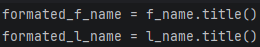 formated_f_name = f_name.title()
formated_l_name = l_name.title()